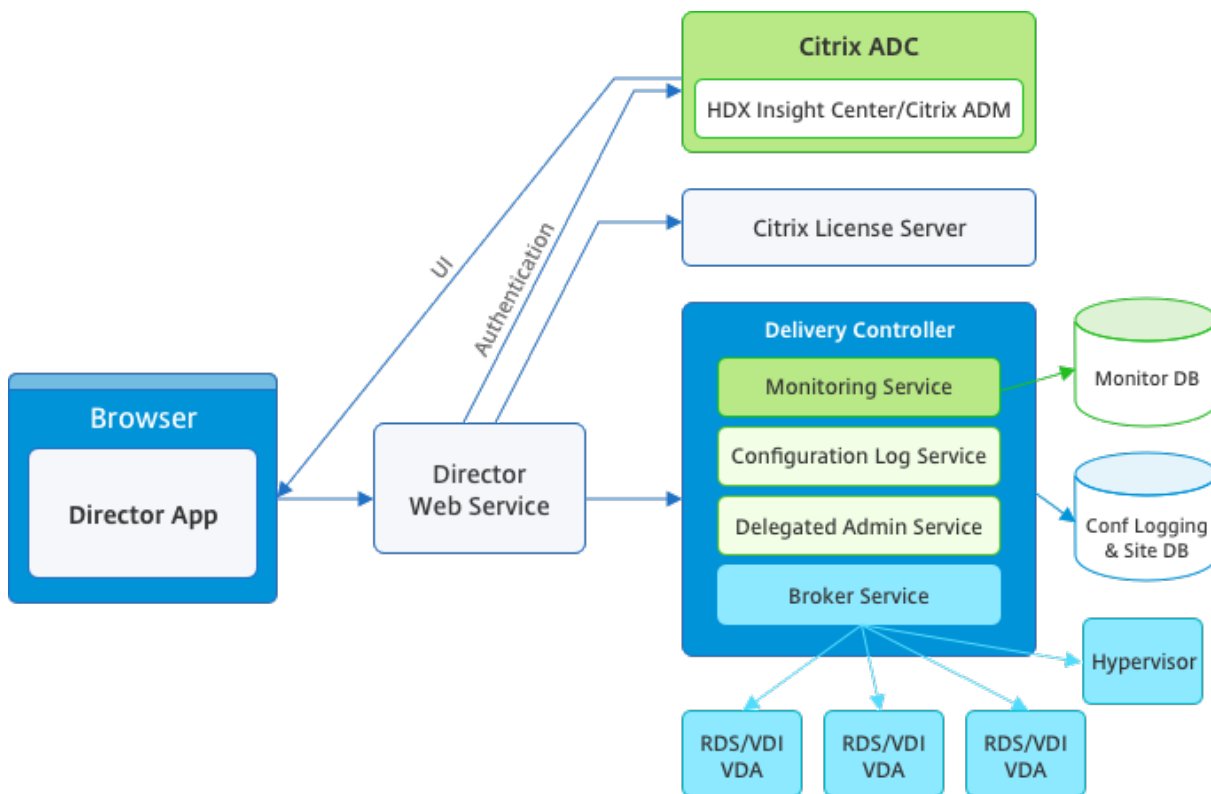 Citrix ADC
HDX Insight Center/Citrix ADM
Citrix License Server
UI
Authentication
Delivery Controller
Monitoring Service
Configuration Log Service
Delegated Admin Service
Broker Service
Monitor DB
Conf Logging
& Site DB
Browser
Director App
Director
Web Service
Hypervisor
RDS/VDI
VDA
RDS/VDI
VDA
RDS/VDI
VDA